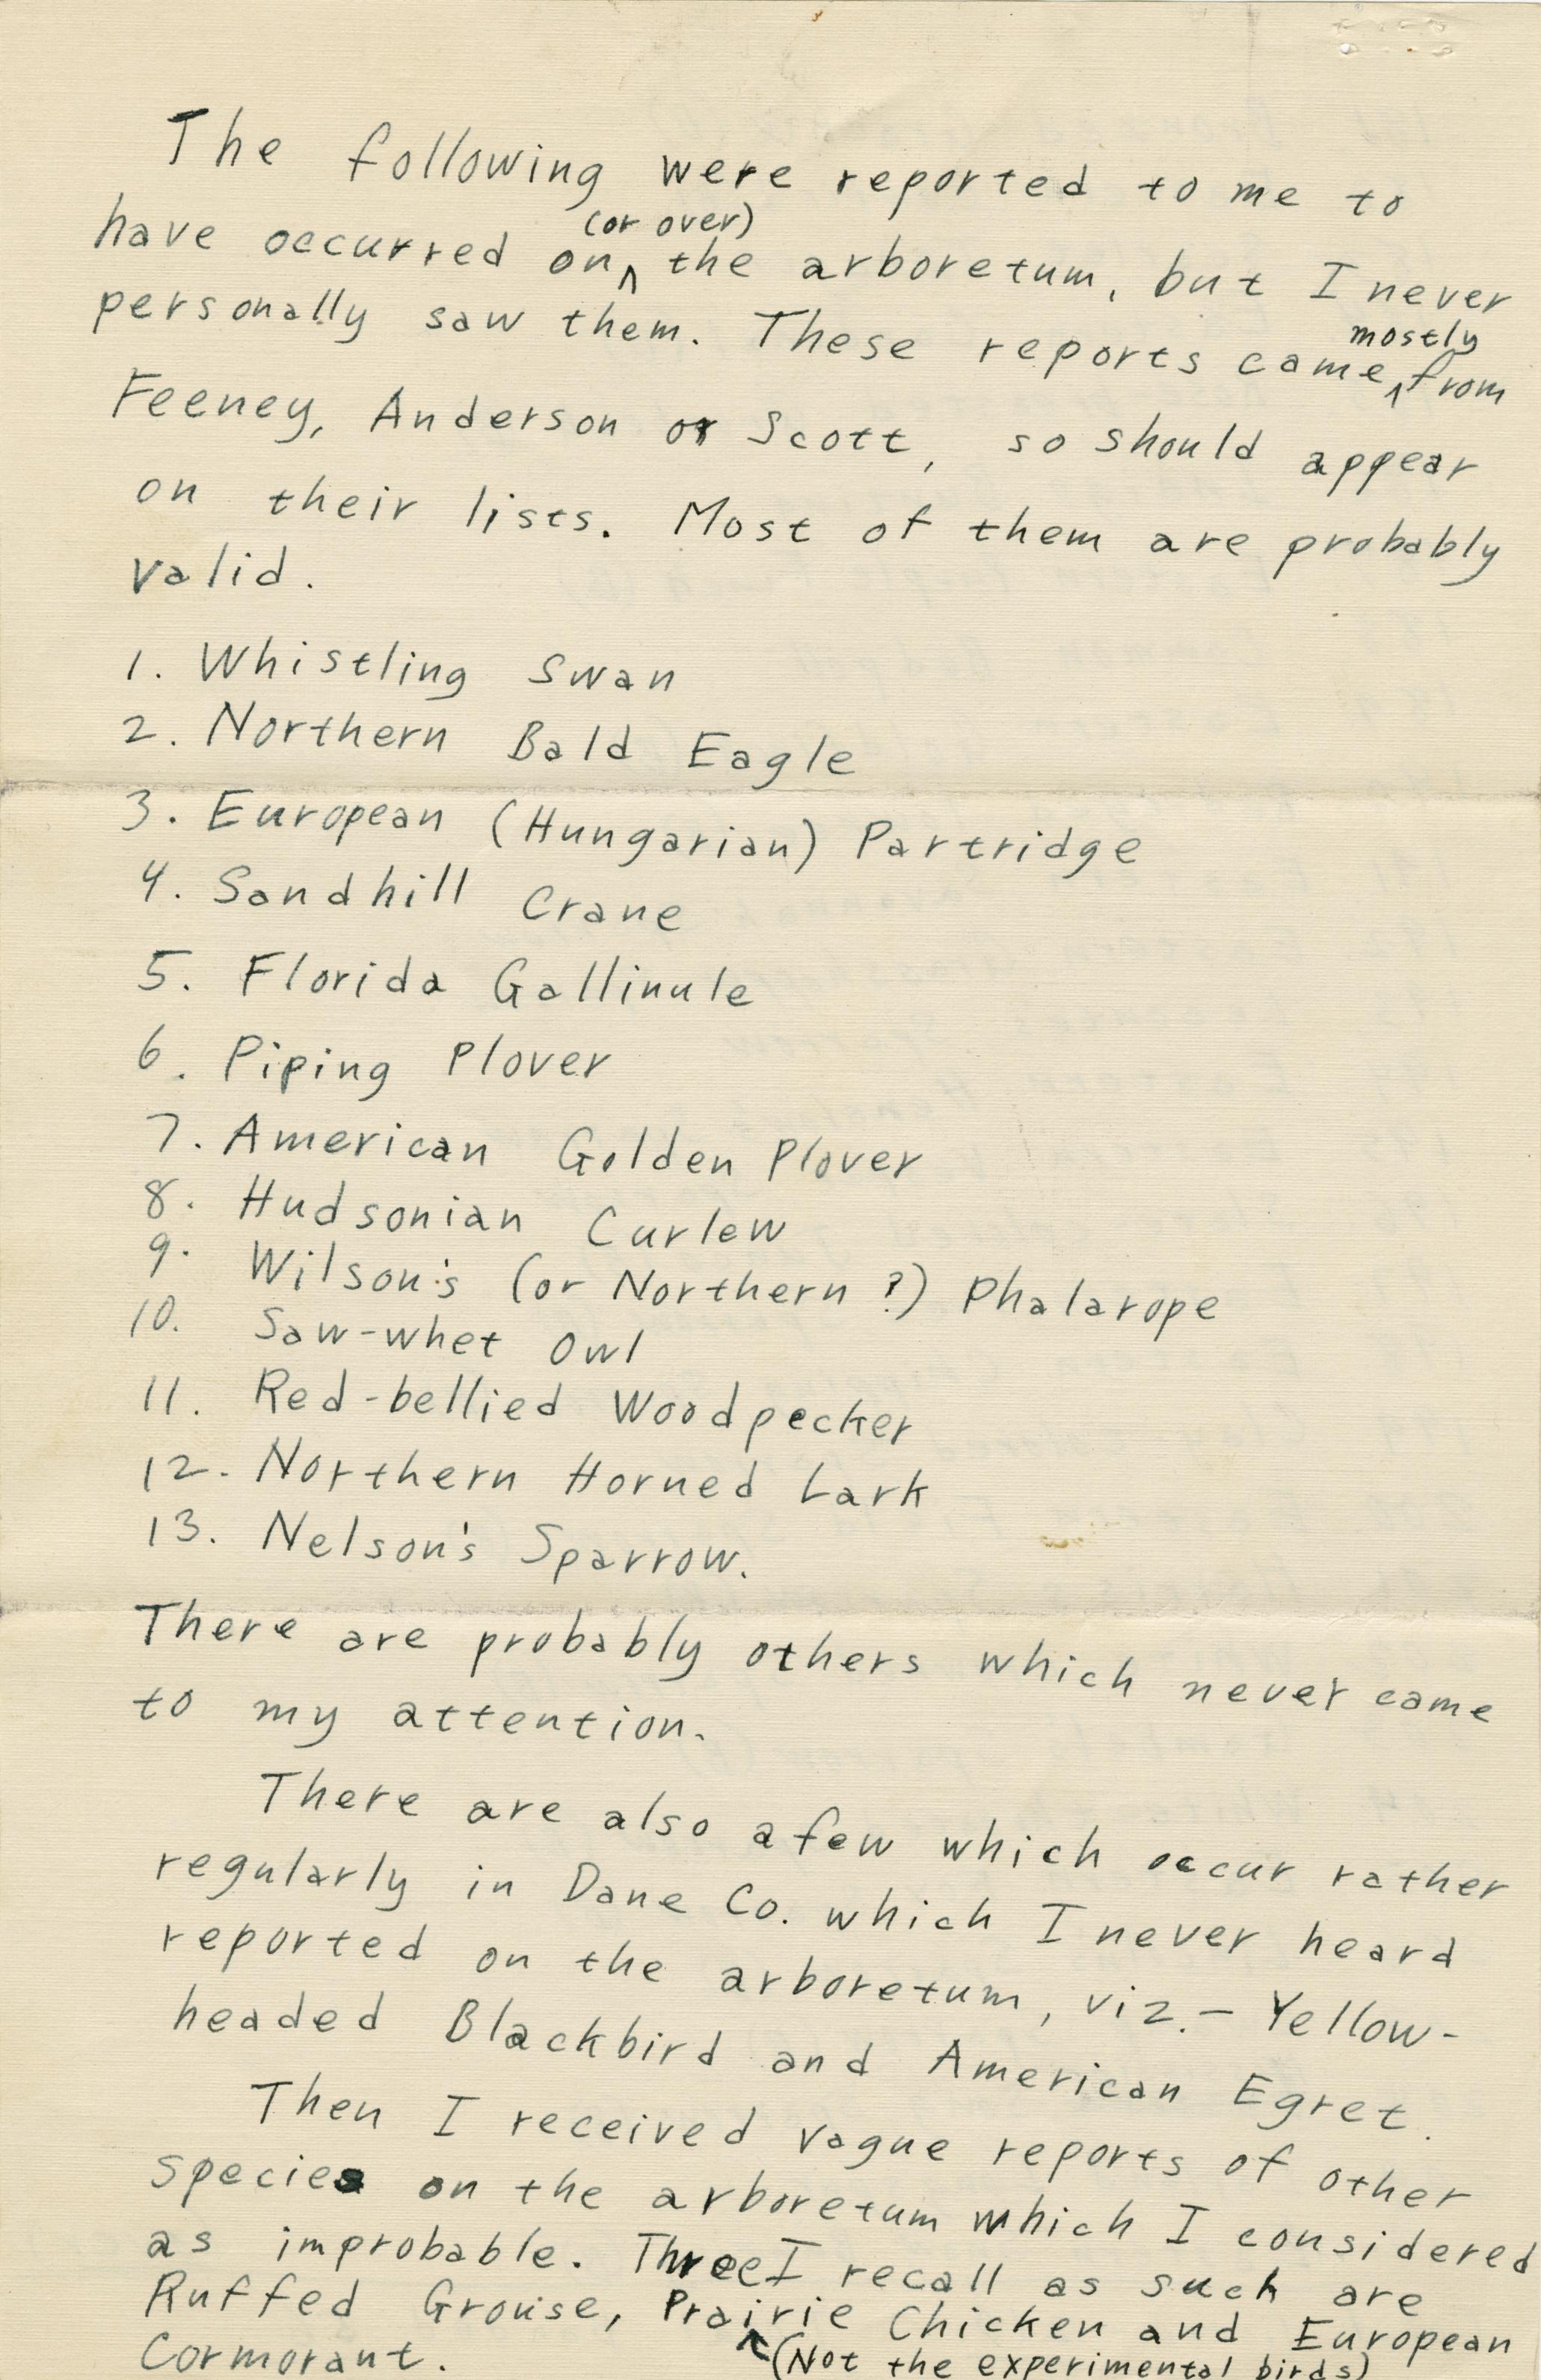 The following were reported to me to
have occurred on ^ (or over) the arboretum, but I never
personally saw them. These reports came ^ mostly from
Feeney, Anderson or Scott, so should appear
on their lists. Most of them are probably
valid.
1. Whistling Swan
2. Northern Bald Eagle
3. European (Hungarian) Partridge
4. Sandhill Crane
5. Florida Gallinule
6. Piping Plover
7. American Golden Plover
8. Hudsonian Curlew
9. Wilson's (or Northern ?) Phalarope
10. Saw-whet Owl
11. Red-bellied Woodpecker
12. Northern Horned Lark
13. Nelson's Sparrow.
There are probably others which never came
to my attention.
There are also a few which occur rather
regularly in Dane Co. which I never heard
reported on the arboretum, viz. - Yellow-
headed Blackbird and American Egret.
Then I received vague reports of other
species on the arboretum which I considered
as improbable. Three I recall as such are
Ruffed Grouse, Prairie Chicken and European
Cormorant. ^ (Not the experimental birds)